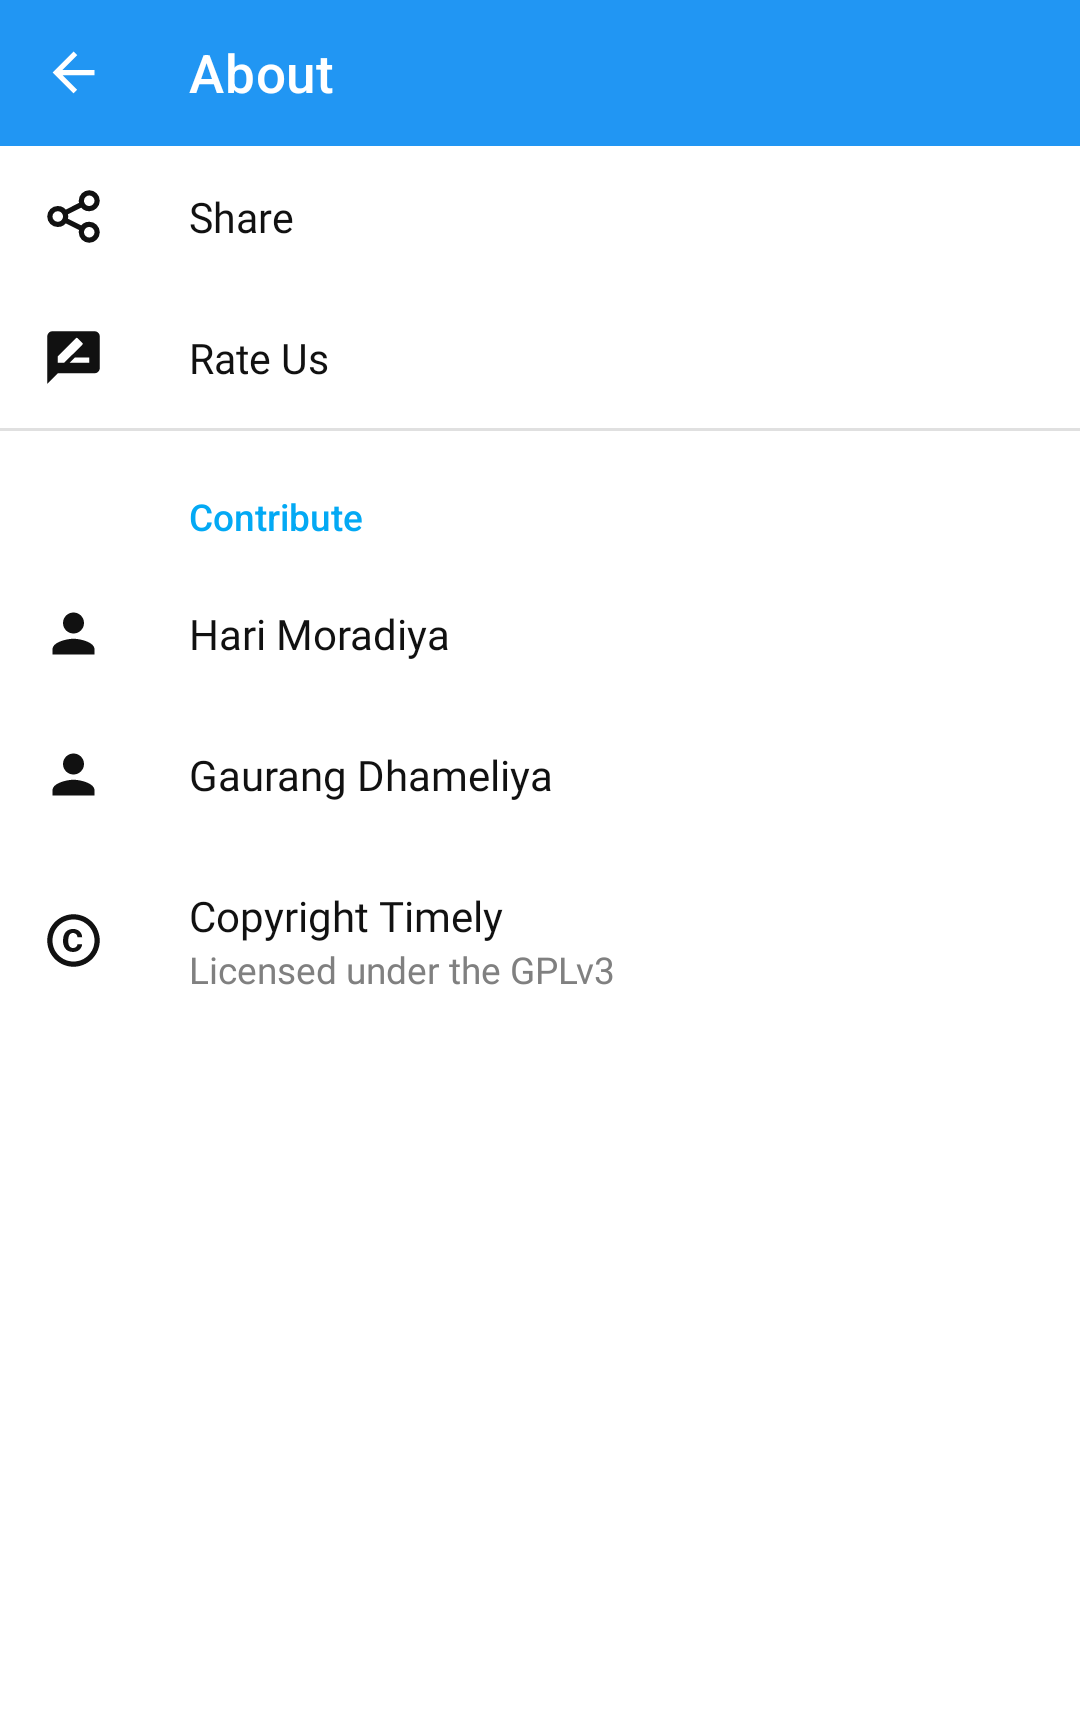 About
Share
Rate Us
Contribute
Hari Moradiya
Gaurang Dhameliya
Copyright Timely
Licensed under the GPLv3